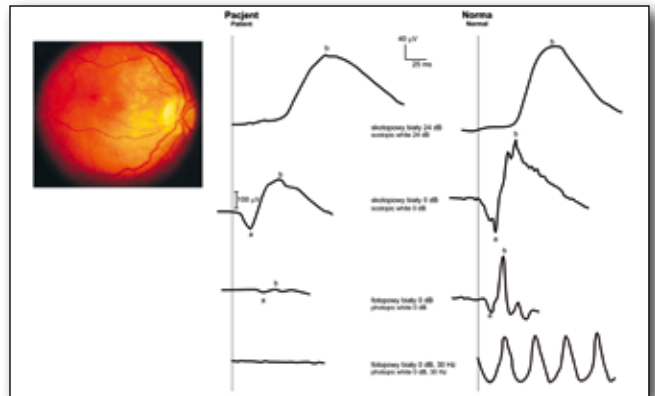 Pacjent
Patient
Norma
Normal
b
40 μV
25 ms
b
skotopowy biały 24 dB
scotopic white 24 dB
b
100 μV
a
skotopowy biały 0 dB
scotopic white 0 dB
b
a
b
a
fotopowy biały 0 dB
photopic white 0 dB
b
a
fotopowy biały 0 dB, 30 Hz
photopic white 0 dB, 30 Hz